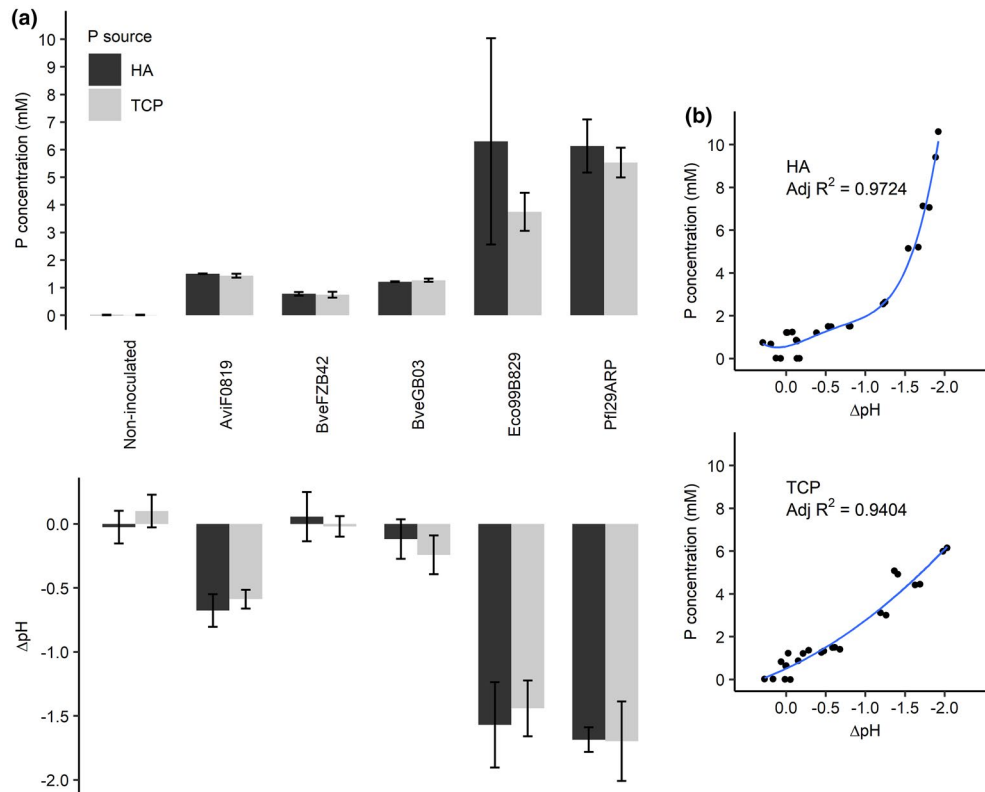 (a)
P source
HA
TCP
P concentration (mM)
10
9
8
7
6
5
4
3
2
1
0
Non-inoculated
AviF0819
BveFZB42
BveGB03
Eco99B829
Pfl29ARP
ΔpH
0.0
-0.5
-1.0
-1.5
-2.0
(b)
P concentration (mM)
10
8
6
4
2
0
HA
Adj R² = 0.9724
0.0 -0.5 -1.0 -1.5 -2.0
ΔpH
P concentration (mM)
10
8
6
4
2
0
TCP
Adj R² = 0.9404
0.0 -0.5 -1.0 -1.5 -2.0
ΔpH